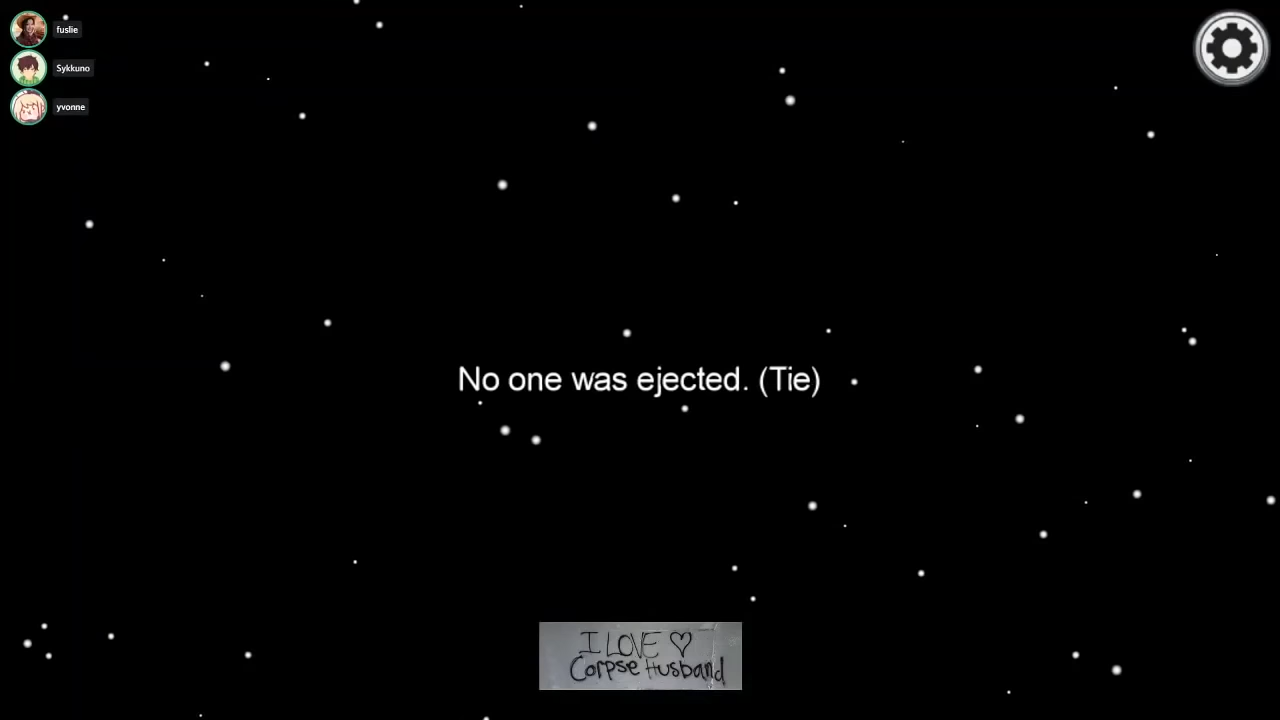 fuslie
Sykkuno
yvonne
No one was ejected. (Tie)
I LOVE ♡
Corpse Husband